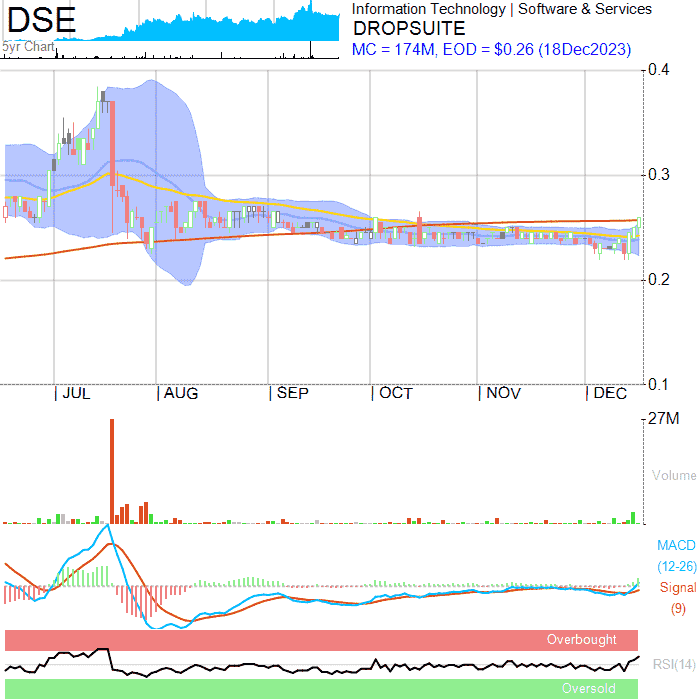 DSE
5yr Chart
Information Technology | Software & Services
DROPSUITE
MC = 174M, EOD = $0.26 (18Dec2023)
0.4
0.3
0.2
0.1
JUL
AUG
SEP
OCT
NOV
DEC
27M
Volume
MACD
(12-26)
Signal
(9)
Overbought
RSI(14)
Oversold